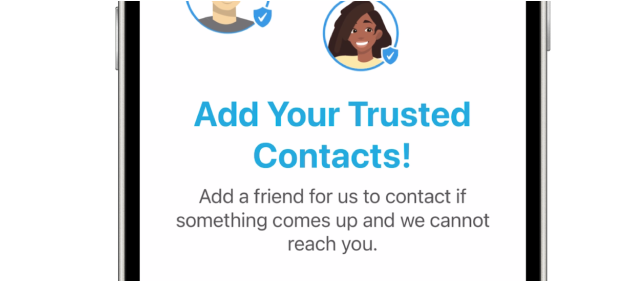 Add Your Trusted
Contacts!
Add a friend for us to contact if
something comes up and we cannot
reach you.